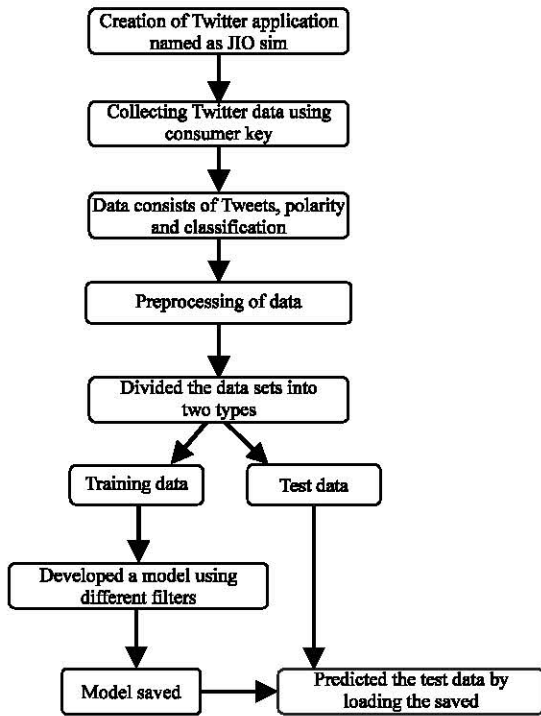 Creation of Twitter application
named as JIO sim
Collecting Twitter data using
consumer key
Data consists of Tweets, polarity
and classification
Preprocessing of data
Divided the data sets into
two types
Training data
Test data
Developed a model using
different filters
Model saved
Predicted the test data by
loading the saved